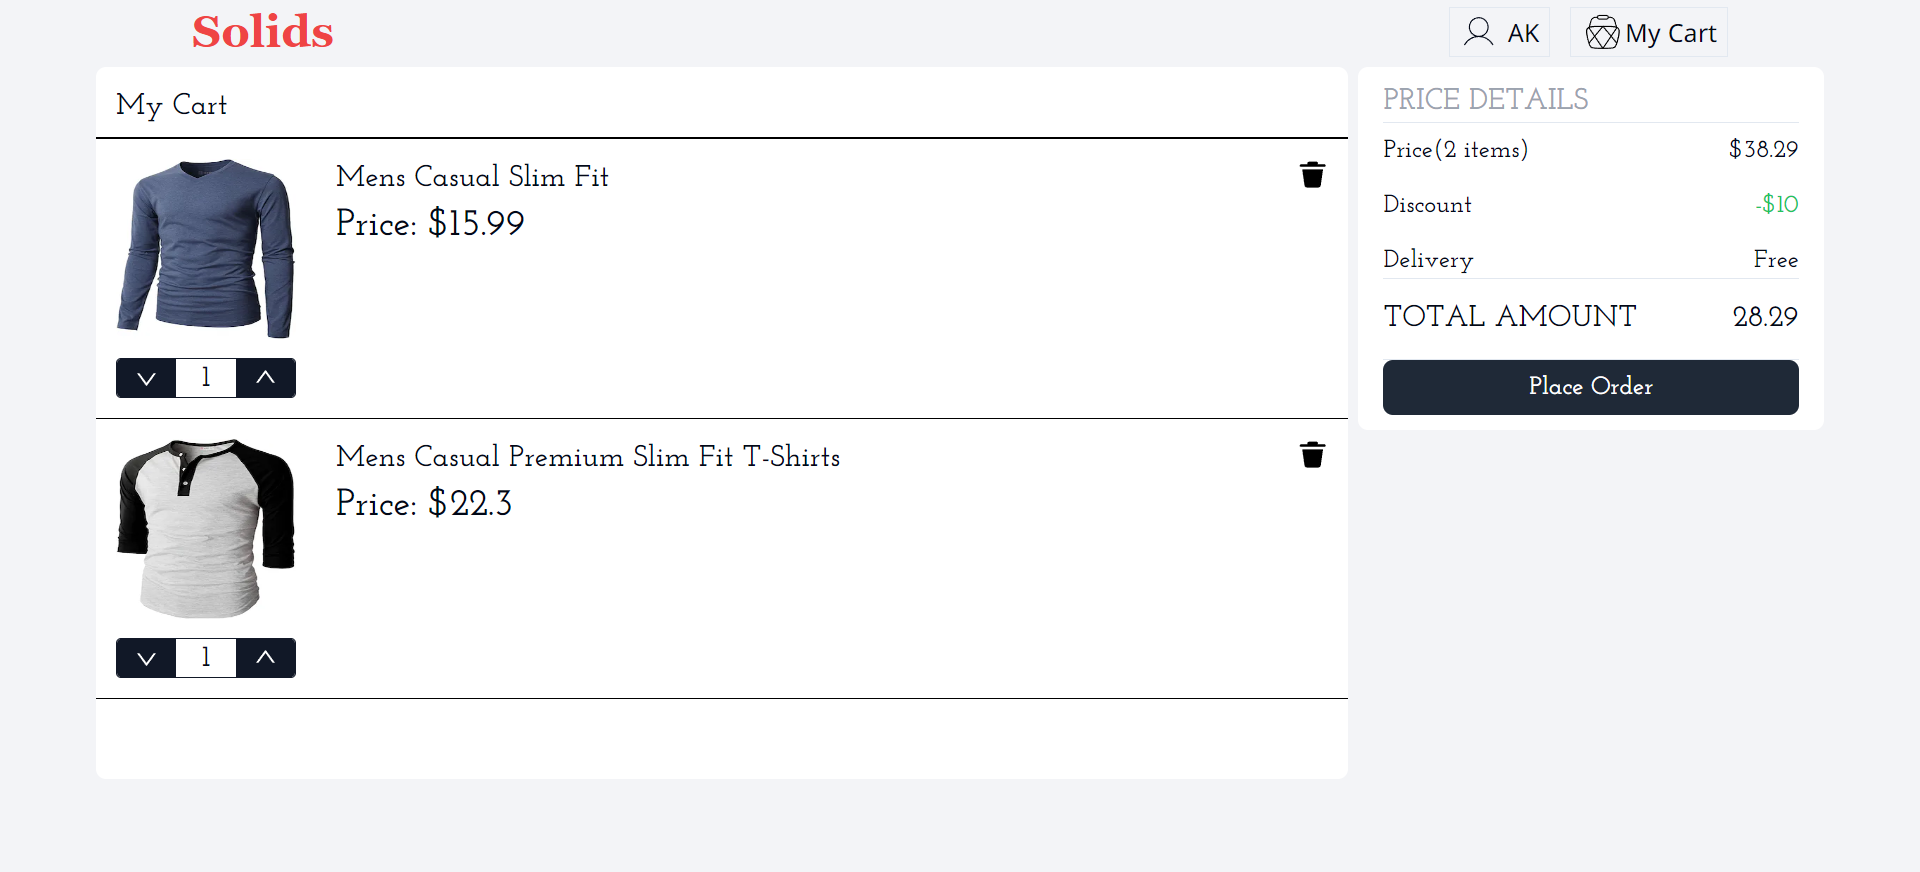 Solids
AK
My Cart
My Cart
Mens Casual Slim Fit
Price: $15.99
1
Mens Casual Premium Slim Fit T-Shirts
Price: $22.3
1
PRICE DETAILS
Price(2 items) $38.29
Discount -$10
Delivery Free
TOTAL AMOUNT 28.29
Place Order